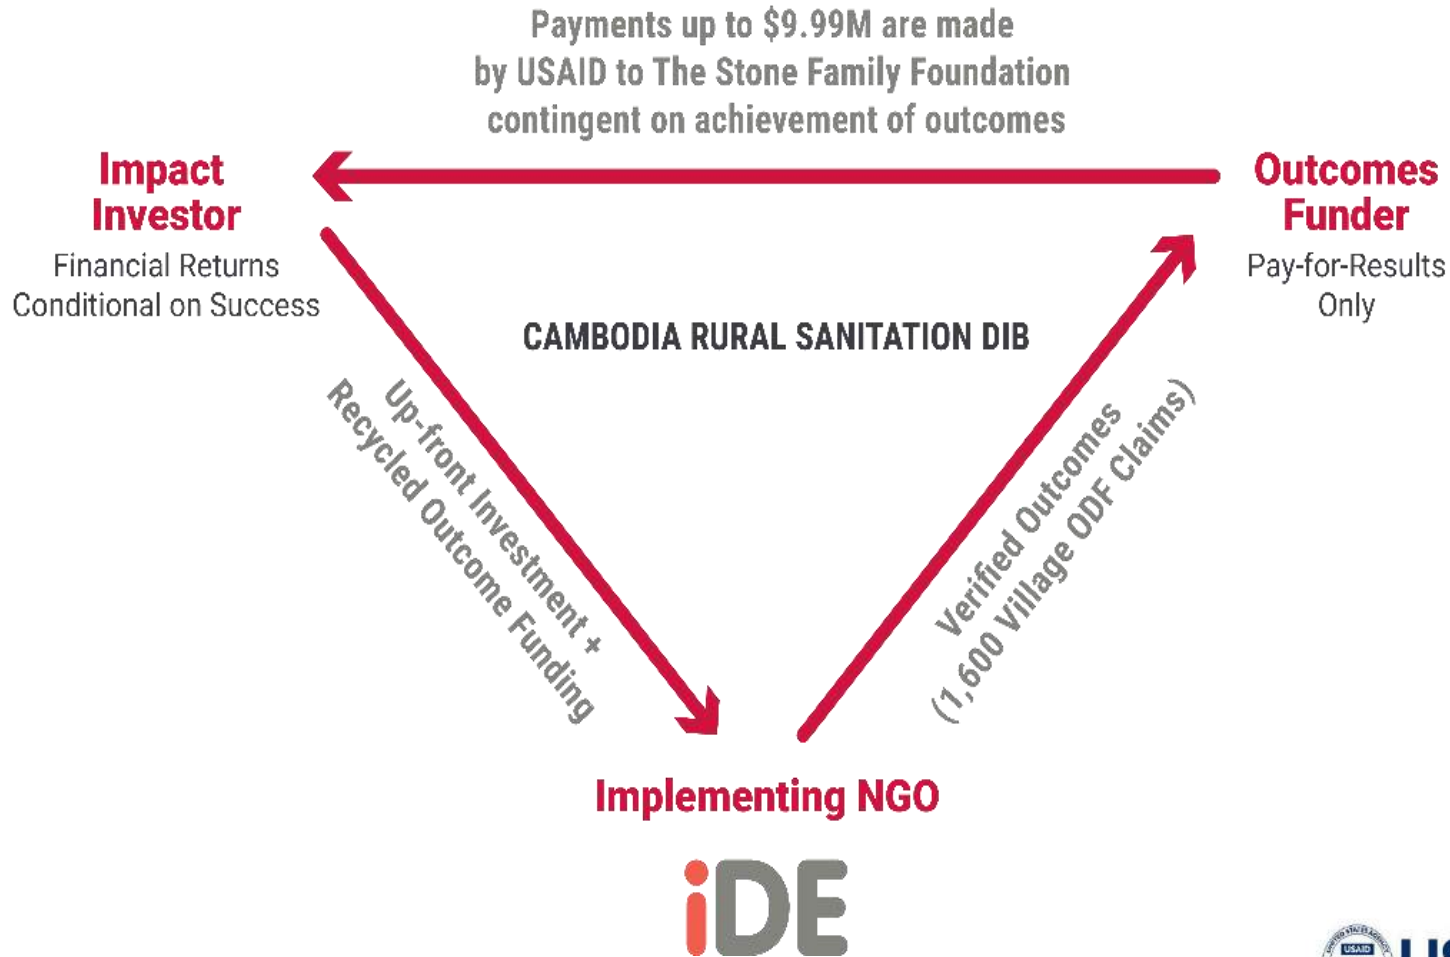 Payments up to $9.99M are made
by USAID to The Stone Family Foundation
contingent on achievement of outcomes
Impact
Investor
Financial Returns
Conditional on Success
Outcomes
Funder
Pay-for-Results
Only
CAMBODIA RURAL SANITATION DIB
Up-front Investment +
Recycled Outcome Funding
Verified Outcomes
(1,600 Village ODF Claims)
Implementing NGO
iDE
USAID